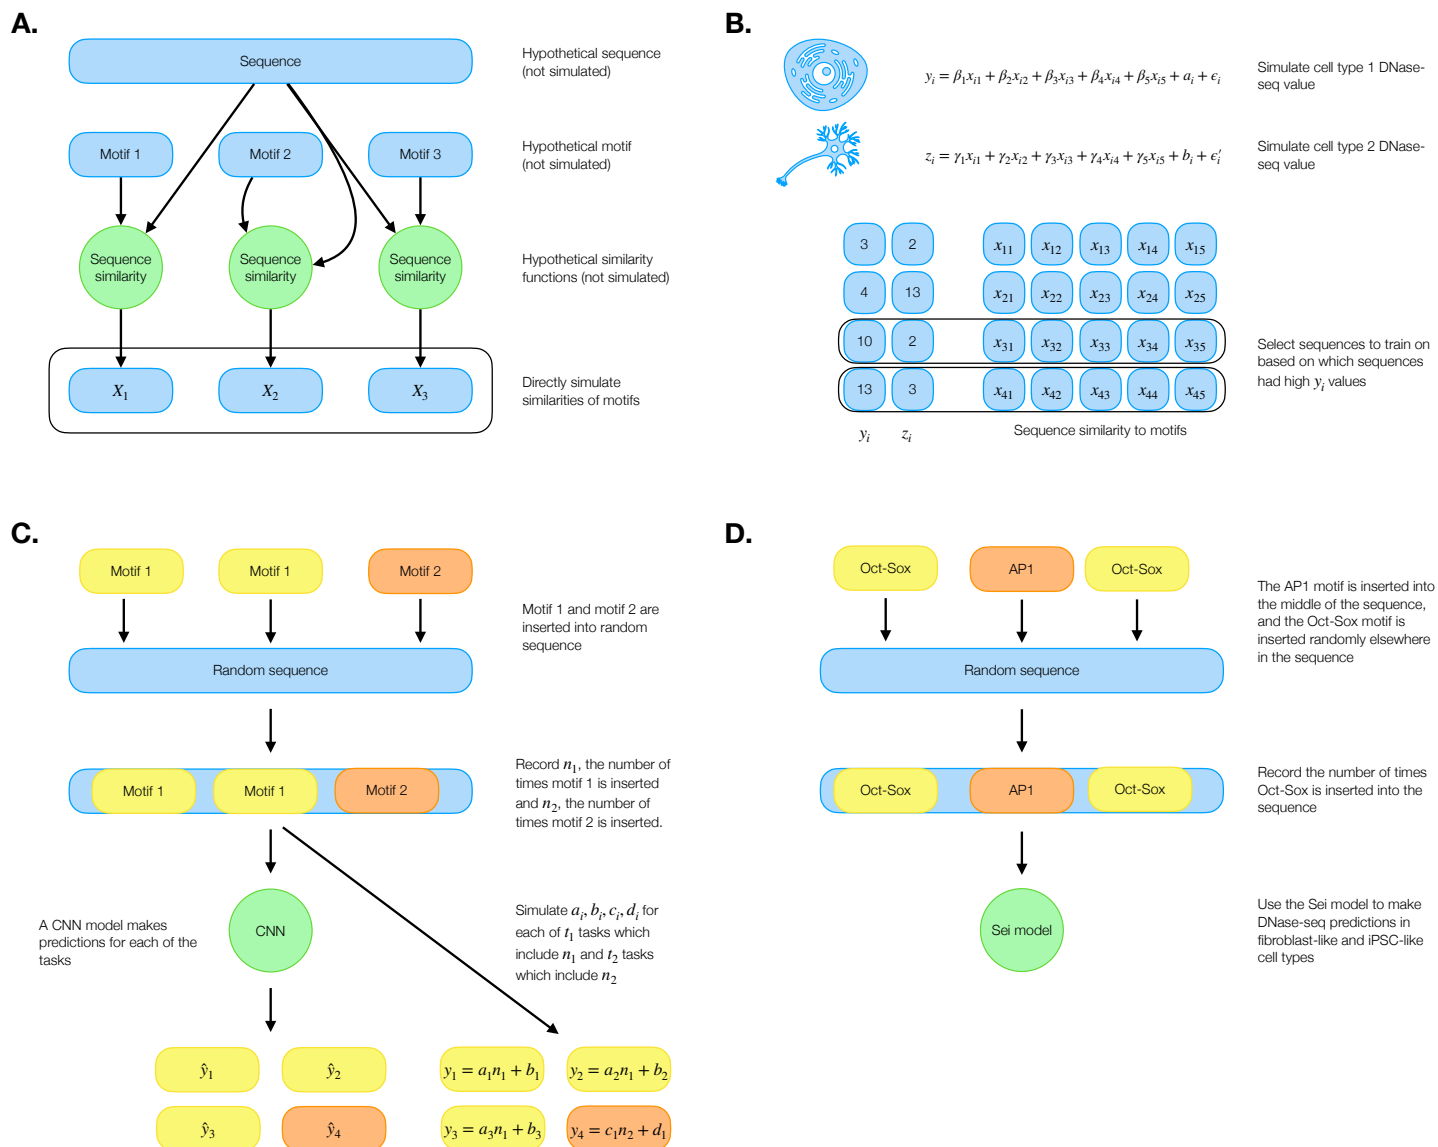 A.
Sequence
Hypothetical sequence
(not simulated)
Motif 1
Motif 2
Motif 3
Hypothetical motif
(not simulated)
Sequence
similarity
Sequence
similarity
Sequence
similarity
Hypothetical similarity
functions (not simulated)
X₁
X₂
X₃
Directly simulate
similarities of motifs
B.
yᵢ = β₁xᵢ₁ + β₂xᵢ₂ + β₃xᵢ₃ + β₄xᵢ₄ + β₅xᵢ₅ + aᵢ + ϵᵢ
Simulate cell type 1 DNase-
seq value
zᵢ = γ₁xᵢ₁ + γ₂xᵢ₂ + γ₃xᵢ₃ + γ₄xᵢ₄ + γ₅xᵢ₅ + bᵢ + ϵᵢ′
Simulate cell type 2 DNase-
seq value
3 2 x₁₁ x₁₂ x₁₃ x₁₄ x₁₅
4 13 x₂₁ x₂₂ x₂₃ x₂₄ x₂₅
10 2 x₃₁ x₃₂ x₃₃ x₃₄ x₃₅
13 3 x₄₁ x₄₂ x₄₃ x₄₄ x₄₅
Select sequences to train on
based on which sequences
had high yᵢ values
yᵢ zᵢ Sequence similarity to motifs
C.
Motif 1
Motif 1
Motif 2
Motif 1 and motif 2 are
inserted into random
sequence
Random sequence
Motif 1
Motif 1
Motif 2
Record n₁, the number of
times motif 1 is inserted
and n₂, the number of
times motif 2 is inserted.
A CNN model makes
predictions for each of the
tasks
CNN
Simulate aᵢ, bᵢ, cᵢ, dᵢ for
each of t₁ tasks which
include n₁ and t₂ tasks
which include n₂
ŷ₁
ŷ₂
y₁ = a₁n₁ + b₁
y₂ = a₂n₁ + b₂
ŷ₃
ŷ₄
y₃ = a₃n₁ + b₃
y₄ = c₁n₂ + d₁
D.
Oct-Sox
AP1
Oct-Sox
The AP1 motif is inserted into
the middle of the sequence,
and the Oct-Sox motif is
inserted randomly elsewhere
in the sequence
Random sequence
Oct-Sox
AP1
Oct-Sox
Record the number of times
Oct-Sox is inserted into the
sequence
Sei model
Use the Sei model to make
DNase-seq predictions in
fibroblast-like and iPSC-like
cell types